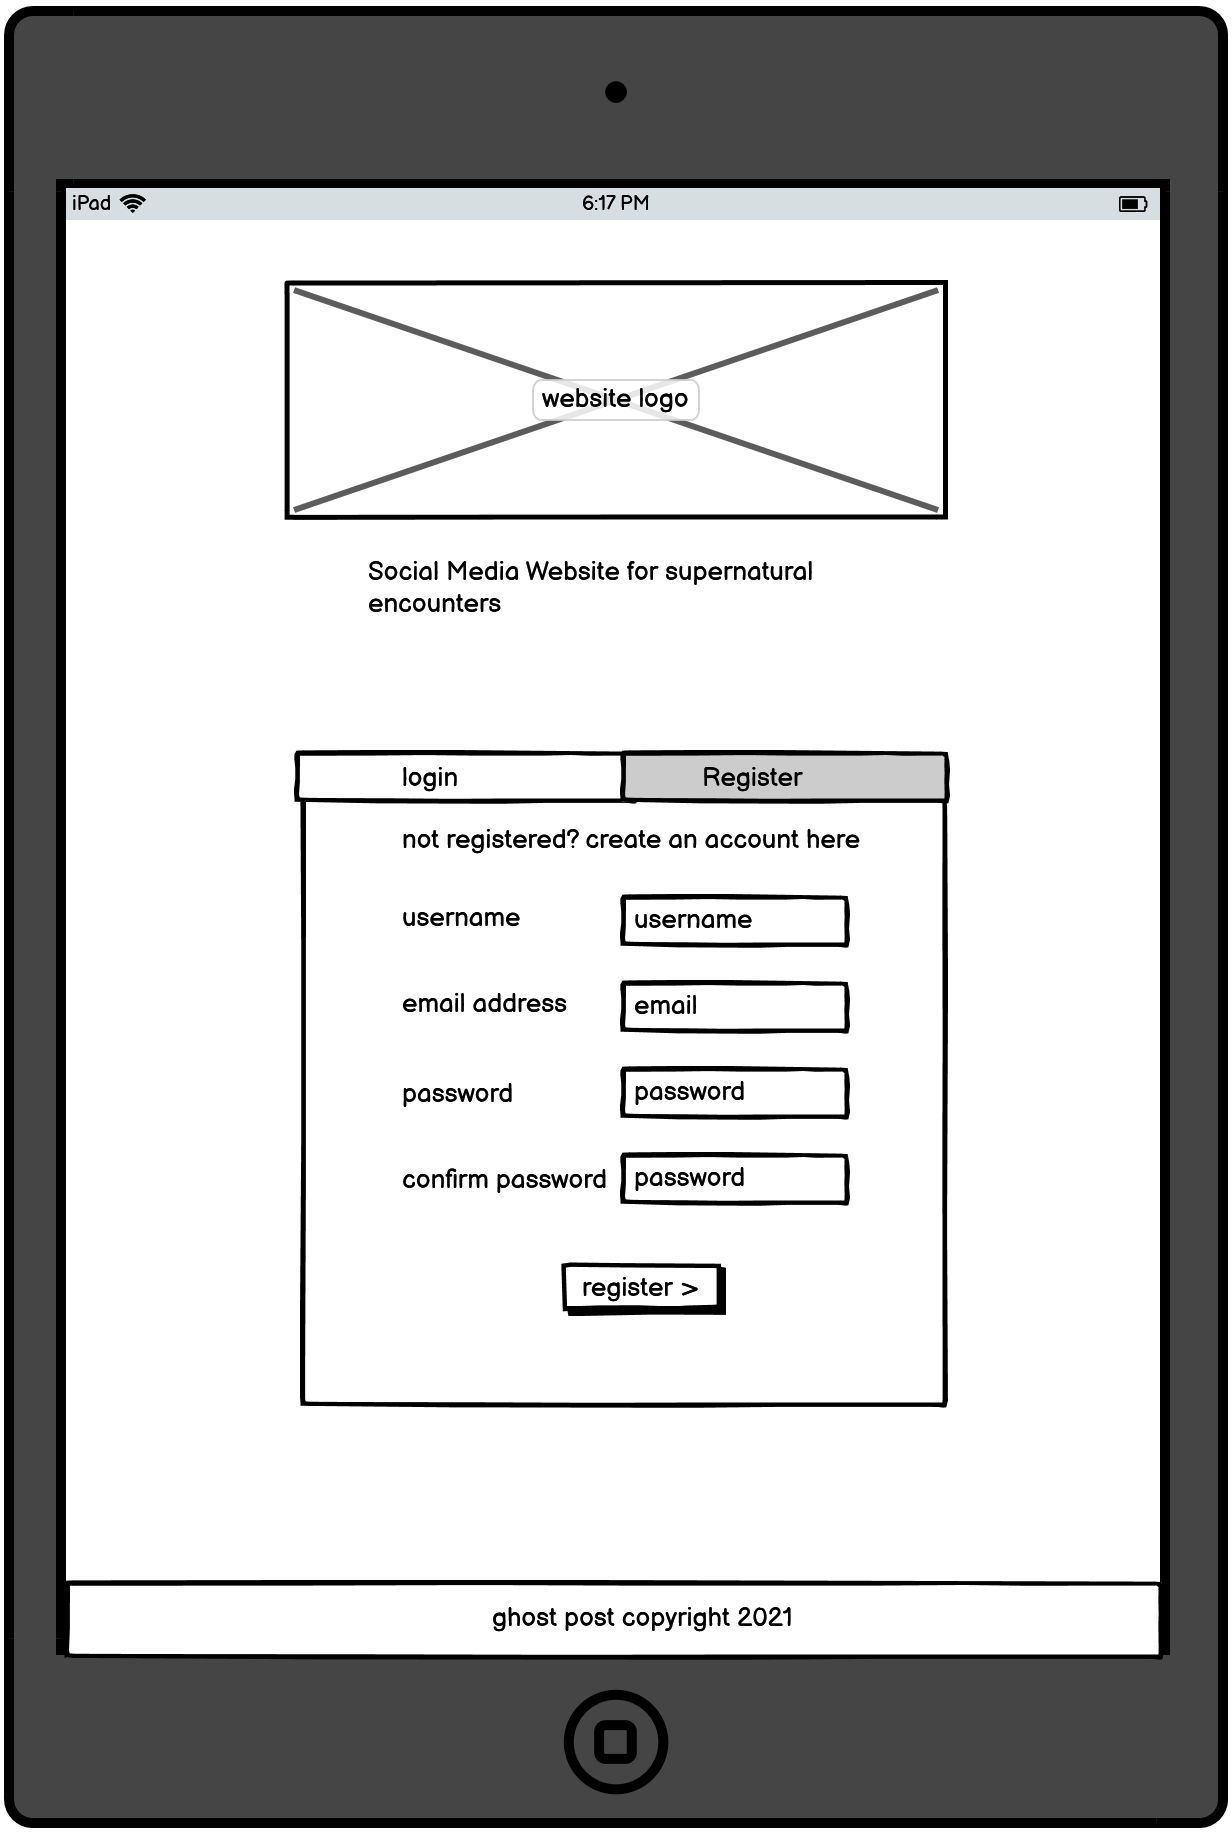 iPad 6:17 PM
website logo
Social Media Website for supernatural
encounters
login Register
not registered? create an account here
username username
email address email
password password
confirm password password
register >
ghost post copyright 2021